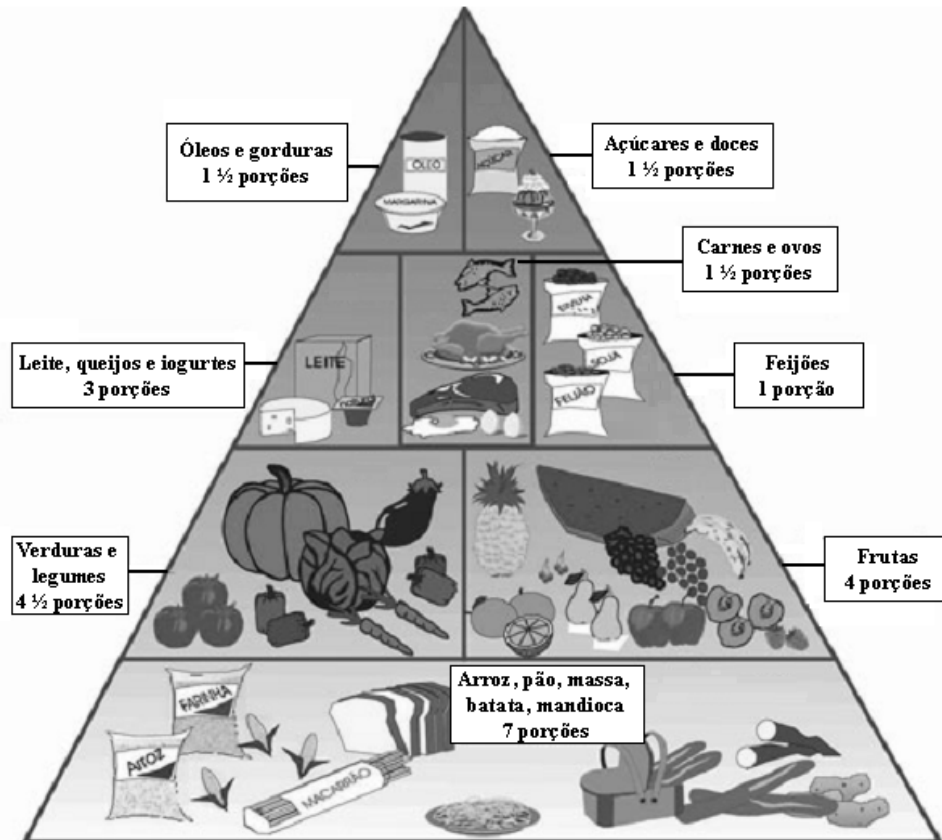 Óleos e gorduras
1 ½ porções
Açúcares e doces
1 ½ porções
ÓLEO
AÇÚCAR
MARGARINA
Carnes e ovos
1 ½ porções
Leite, queijos e iogurtes
3 porções
LEITE
ERVILHA
SOJA
FEIJÃO
Feijões
1 porção
Verduras e
legumes
4 ½ porções
Frutas
4 porções
Arroz, pão, massa,
batata, mandioca
7 porções
FARINHA
Arroz
MACARRÃO